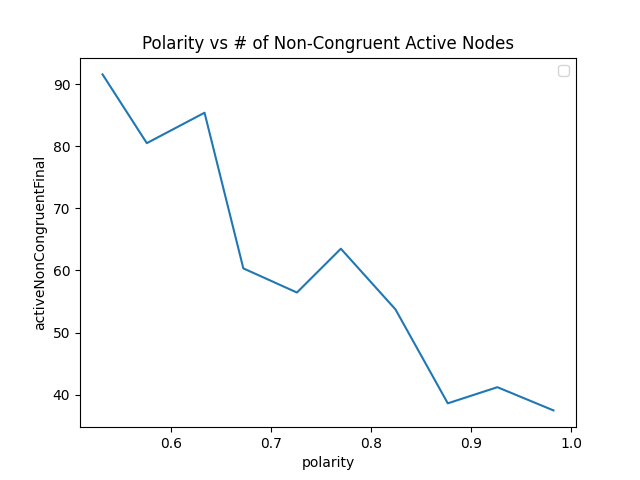 Polarity vs # of Non-Congruent Active Nodes
90
80
70
60
50
40
activeNonCongruentFinal
0.6 0.7 0.8 0.9 1.0
polarity